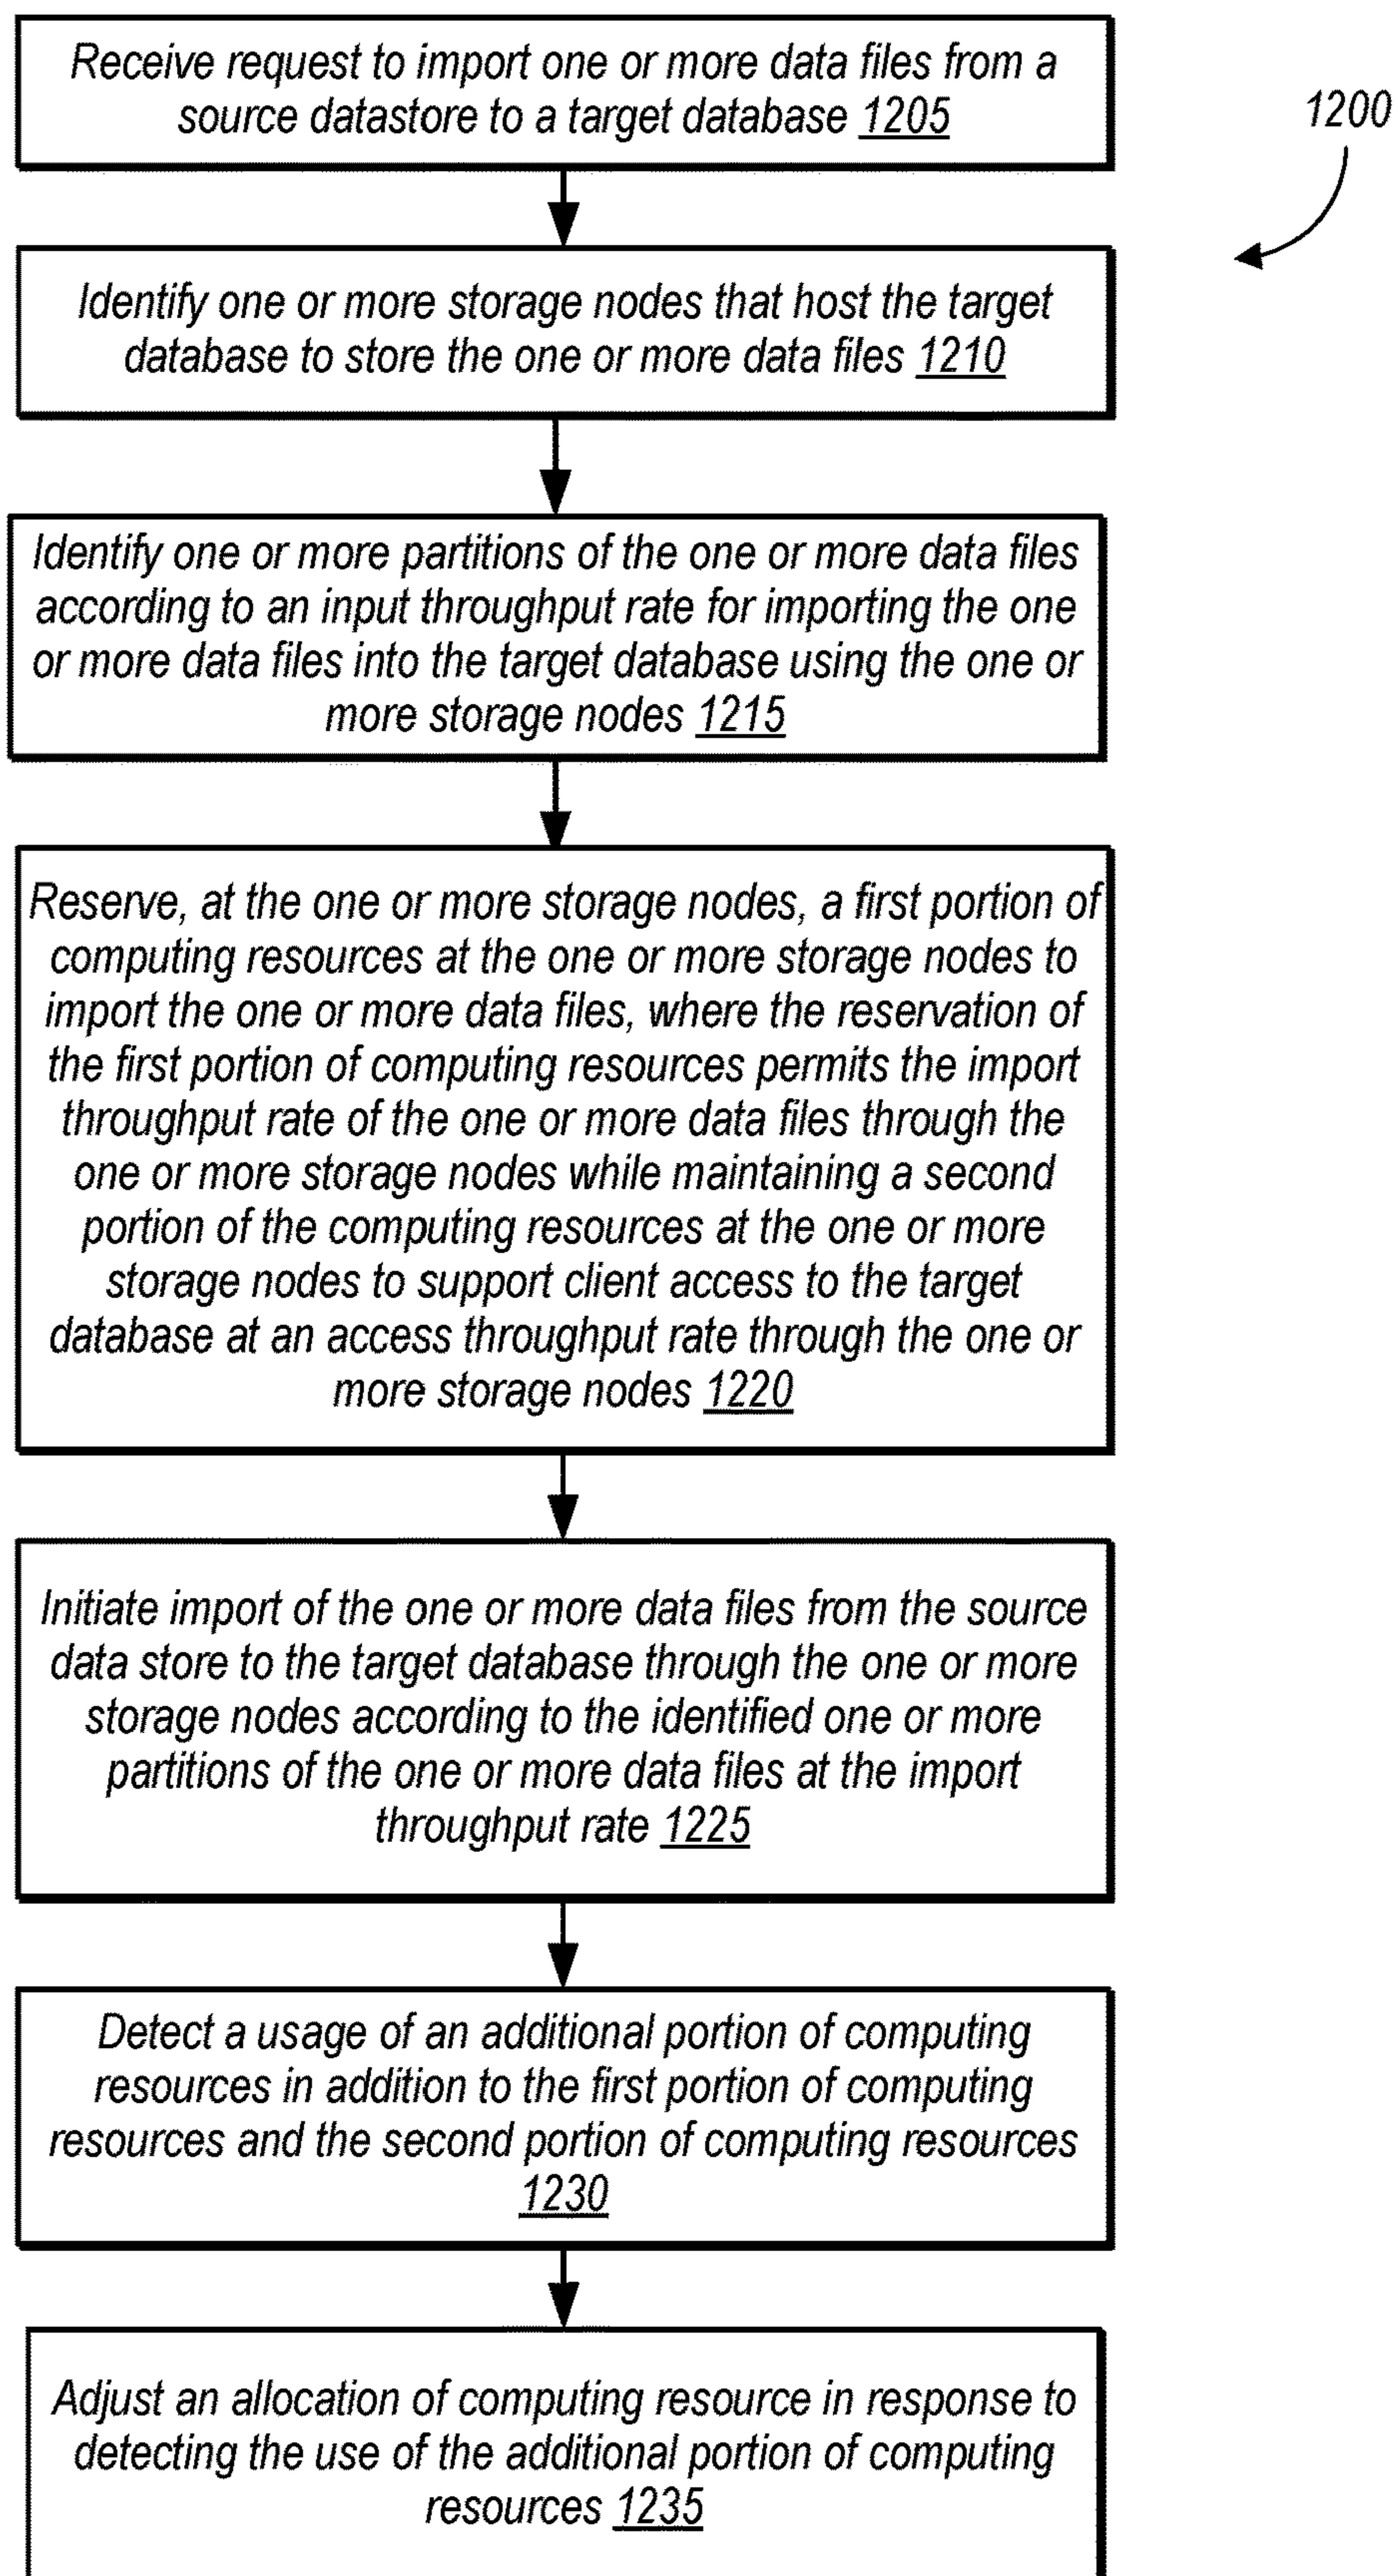 Receive request to import one or more data files from a
source datastore to a target database 1205
1200
Identify one or more storage nodes that host the target
database to store the one or more data files 1210
Identify one or more partitions of the one or more data files
according to an input throughput rate for importing the one
or more data files into the target database using the one or
more storage nodes 1215
Reserve, at the one or more storage nodes, a first portion of
computing resources at the one or more storage nodes to
import the one or more data files, where the reservation of
the first portion of computing resources permits the import
throughput rate of the one or more data files through the
one or more storage nodes while maintaining a second
portion of the computing resources at the one or more
storage nodes to support client access to the target
database at an access throughput rate through the one or
more storage nodes 1220
Initiate import of the one or more data files from the source
data store to the target database through the one or more
storage nodes according to the identified one or more
partitions of the one or more data files at the import
throughput rate 1225
Detect a usage of an additional portion of computing
resources in addition to the first portion of computing
resources and the second portion of computing resources
1230
Adjust an allocation of computing resource in response to
detecting the use of the additional portion of computing
resources 1235